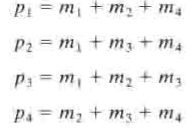 p₁ = m₁ + m₂ + m₄
p₂ = m₁ + m₃ + m₄
p₃ = m₁ + m₂ + m₃
p₄ = m₂ + m₃ + m₄